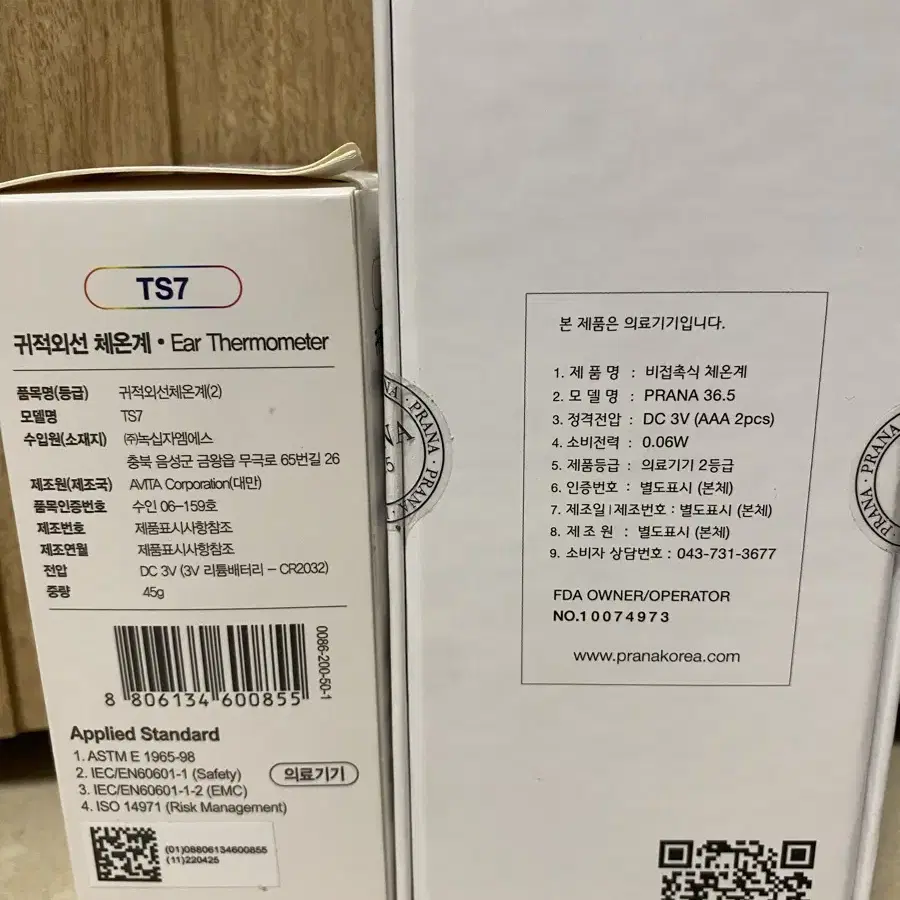 TS7
귀적외선 체온계 • Ear Thermometer
품목명(등급) 귀적외선체온계(2)
모델명 TS7
수입원(소재지) ㈜녹십자엠에스
충북 음성군 금왕읍 무극로 65번길 26
제조원(제조국) AVITA Corporation(대만)
품목인증번호 수인 06-159호
제조번호 제품표시사항참조
제조연월 제품표시사항참조
전압 DC 3V (3V 리튬배터리 - CR2032)
중량 45g
0086-200-50-1
8 806134 600855
Applied Standard
1. ASTM E 1965-98
2. IEC/EN60601-1 (Safety)
3. IEC/EN60601-1-2 (EMC)
4. ISO 14971 (Risk Management)
의료기기
(01)08806134600855
(11)220425
PRANA · PRANA
본 제품은 의료기기입니다.
1. 제 품 명 : 비접촉식 체온계
2. 모 델 명 : PRANA 36.5
3. 정격전압 : DC 3V (AAA 2pcs)
4. 소비전력 : 0.06W
5. 제품등급 : 의료기기 2등급
6. 인증번호 : 별도표시 (본체)
7. 제조일 | 제조번호 : 별도표시 (본체)
8. 제 조 원 : 별도표시 (본체)
9. 소비자 상담번호 : 043-731-3677
FDA OWNER/OPERATOR
NO.10074973
www.pranakorea.com
PRANA · PRANA